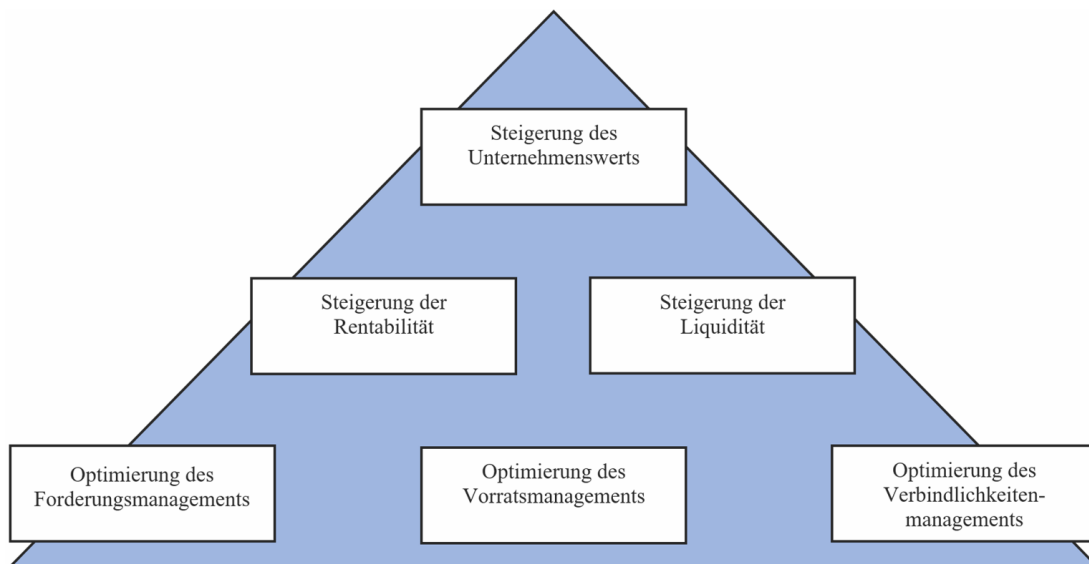 Steigerung des
Unternehmenswerts
Steigerung der
Rentabilität
Steigerung der
Liquidität
Optimierung des
Forderungsmanagements
Optimierung des
Vorratsmanagements
Optimierung des
Verbindlichkeiten-
managements